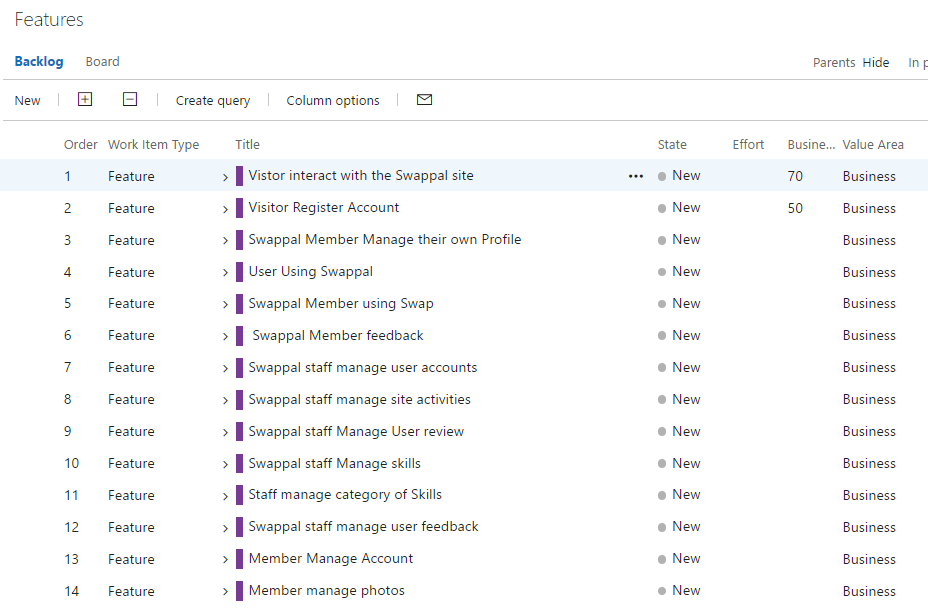 Features
Backlog Board Parents Hide In p
New Create query Column options
Order Work Item Type Title State Effort Busine... Value Area
1 Feature Vistor interact with the Swappal site ... New 70 Business
2 Feature Visitor Register Account New 50 Business
3 Feature Swappal Member Manage their own Profile New Business
4 Feature User Using Swappal New Business
5 Feature Swappal Member using Swap New Business
6 Feature Swappal Member feedback New Business
7 Feature Swappal staff manage user accounts New Business
8 Feature Swappal staff manage site activities New Business
9 Feature Swappal staff Manage User review New Business
10 Feature Swappal staff Manage skills New Business
11 Feature Staff manage category of Skills New Business
12 Feature Swappal staff manage user feedback New Business
13 Feature Member Manage Account New Business
14 Feature Member manage photos New Business